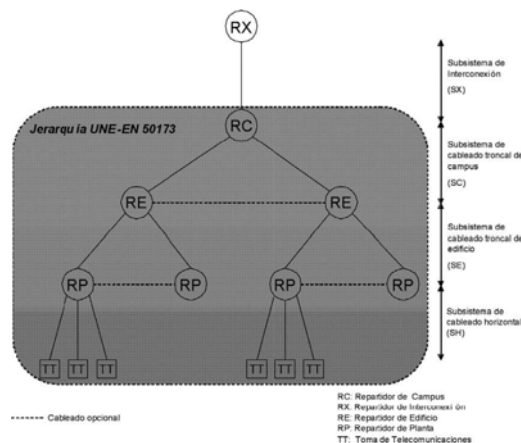 RX
Subsistema de
Interconexión
(SX)
Jerarquía UNE-EN 50173
RC
Subsistema de
cableado troncal de
campus
(SC)
RE
RE
Subsistema de
cableado troncal de
edificio
(SE)
RP
RP
RP
RP
Subsistema de
cableado horizontal
(SH)
TT
TT
TT
TT
TT
TT
Cableado opcional
RC: Repartidor de Campus
RX: Repartidor de Interconexión
RE: Repartidor de Edificio
RP: Repartidor de Planta
TT: Toma de Telecomunicaciones